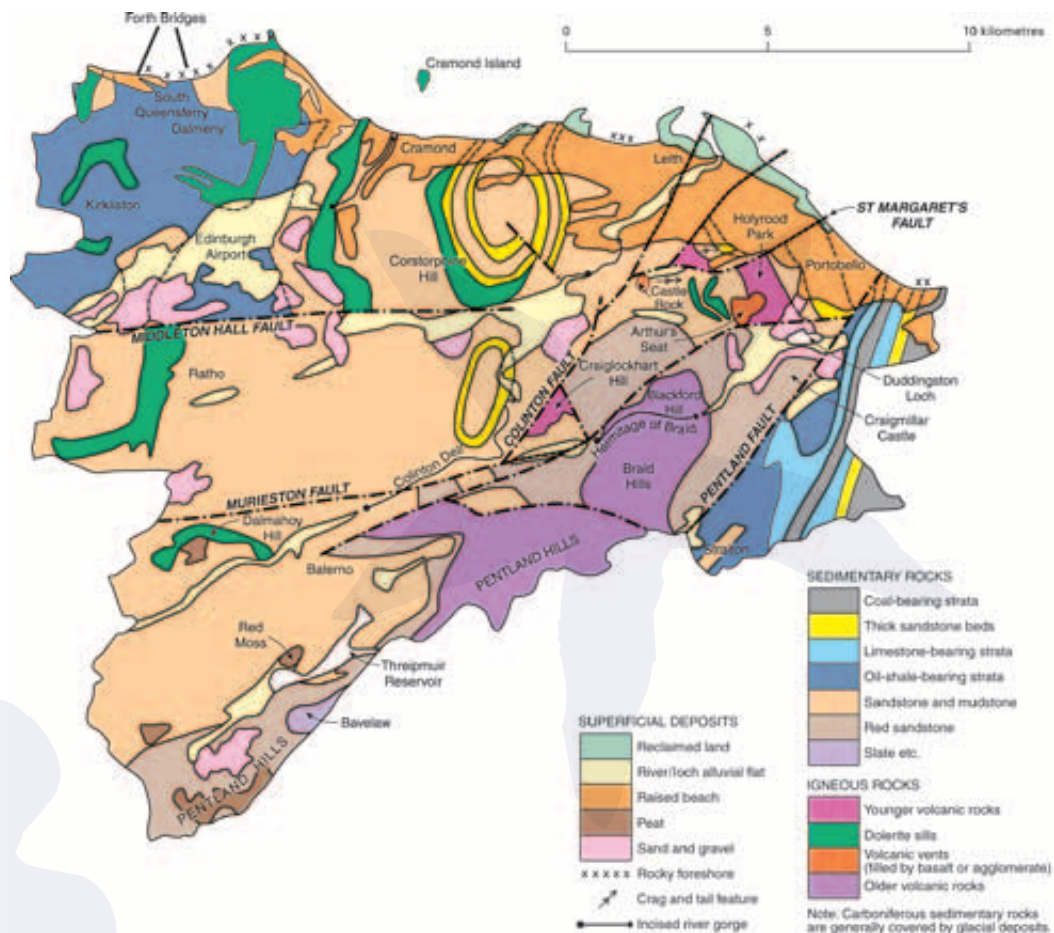 Forth Bridges
0
5
10 kilometres
Cramond Island
South
Queensferry
Dalmeny
Cramond
Leith
Kirkliston
Holyrood
Park
ST MARGARET'S
FAULT
Edinburgh
Airport
Corstorphine
Hill
Portobello
Castle
Rock
MIDDLETON HALL FAULT
Arthur's
Seat
Ratho
Craiglockhart
Hill
COLINTON FAULT
Duddingston
Loch
Blackford
Hill
Craigmillar
Castle
Hermitage of Braid
PENTLAND FAULT
Colinton Dell
Braid
Hills
MURIESTON FAULT
Dalmahoy
Hill
Straiton
Balerno
PENTLAND HILLS
Red
Moss
Threipmuir
Reservoir
Bavelaw
PENTLAND HILLS
SUPERFICIAL DEPOSITS
Reclaimed land
River/loch alluvial flat
Raised beach
Peat
Sand and gravel
x x x x x Rocky foreshore
Crag and tail feature
Incised river gorge
SEDIMENTARY ROCKS
Coal-bearing strata
Thick sandstone beds
Limestone-bearing strata
Oil-shale-bearing strata
Sandstone and mudstone
Red sandstone
Slate etc.
IGNEOUS ROCKS
Younger volcanic rocks
Dolerite sills
Volcanic vents
(filled by basalt or agglomerate)
Older volcanic rocks
Note: Carboniferous sedimentary rocks
are generally covered by glacial deposits.